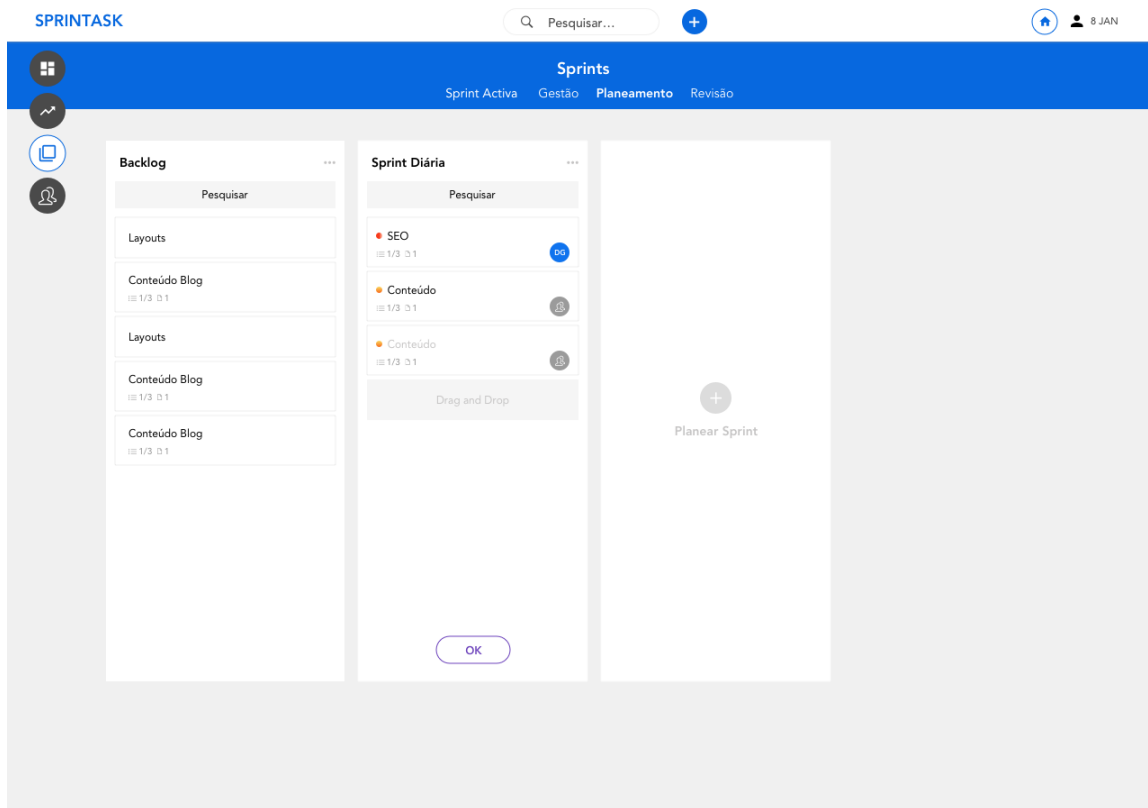 SPRINTASK
Pesquisar...
8 JAN
Sprints
Sprint Activa Gestão Planeamento Revisão
Backlog
Pesquisar
Layouts
Conteúdo Blog
1/3 1
Layouts
Conteúdo Blog
1/3 1
Conteúdo Blog
1/3 1
Sprint Diária
Pesquisar
SEO
1/3 1
DG
Conteúdo
1/3 1
Conteúdo
1/3 1
Drag and Drop
OK
Planear Sprint